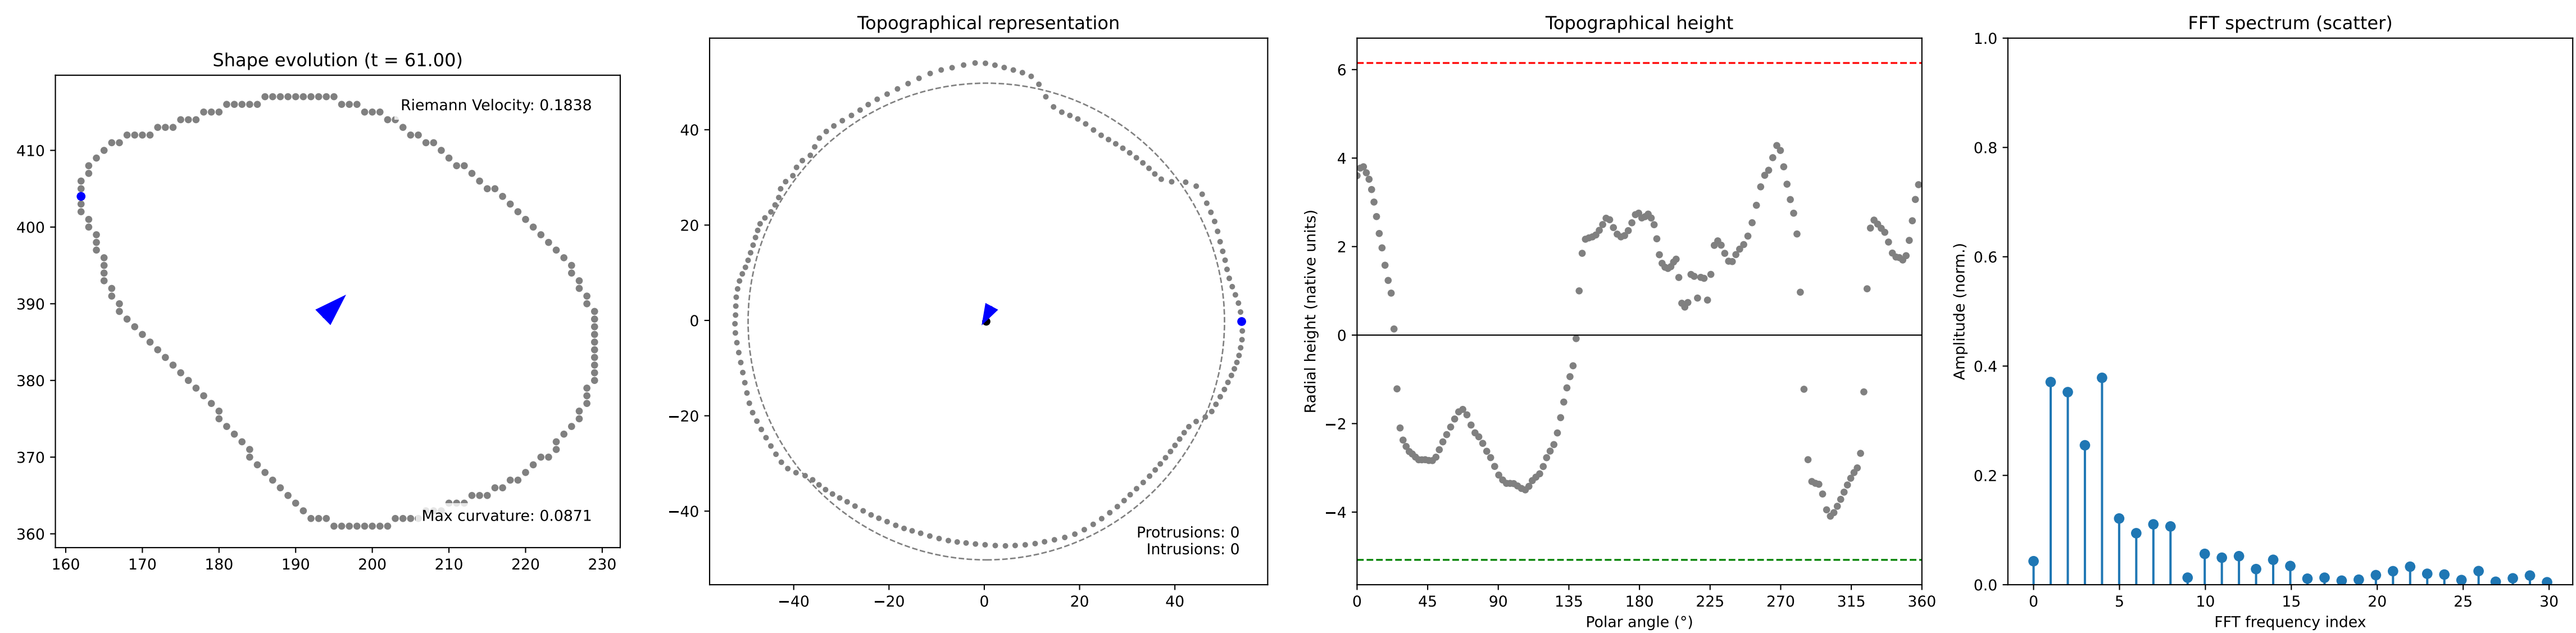 Shape evolution (t = 61.00)
Riemann Velocity: 0.1838
Max curvature: 0.0871
410
400
390
380
370
360
160 170 180 190 200 210 220 230
Topographical representation
40
20
0
−20
−40
Protrusions: 0
Intrusions: 0
−40 −20 0 20 40
Topographical height
Radial height (native units)
6
4
2
0
−2
−4
0 45 90 135 180 225 270 315 360
Polar angle (°)
FFT spectrum (scatter)
Amplitude (norm.)
1.0
0.8
0.6
0.4
0.2
0.0
0 5 10 15 20 25 30
FFT frequency index